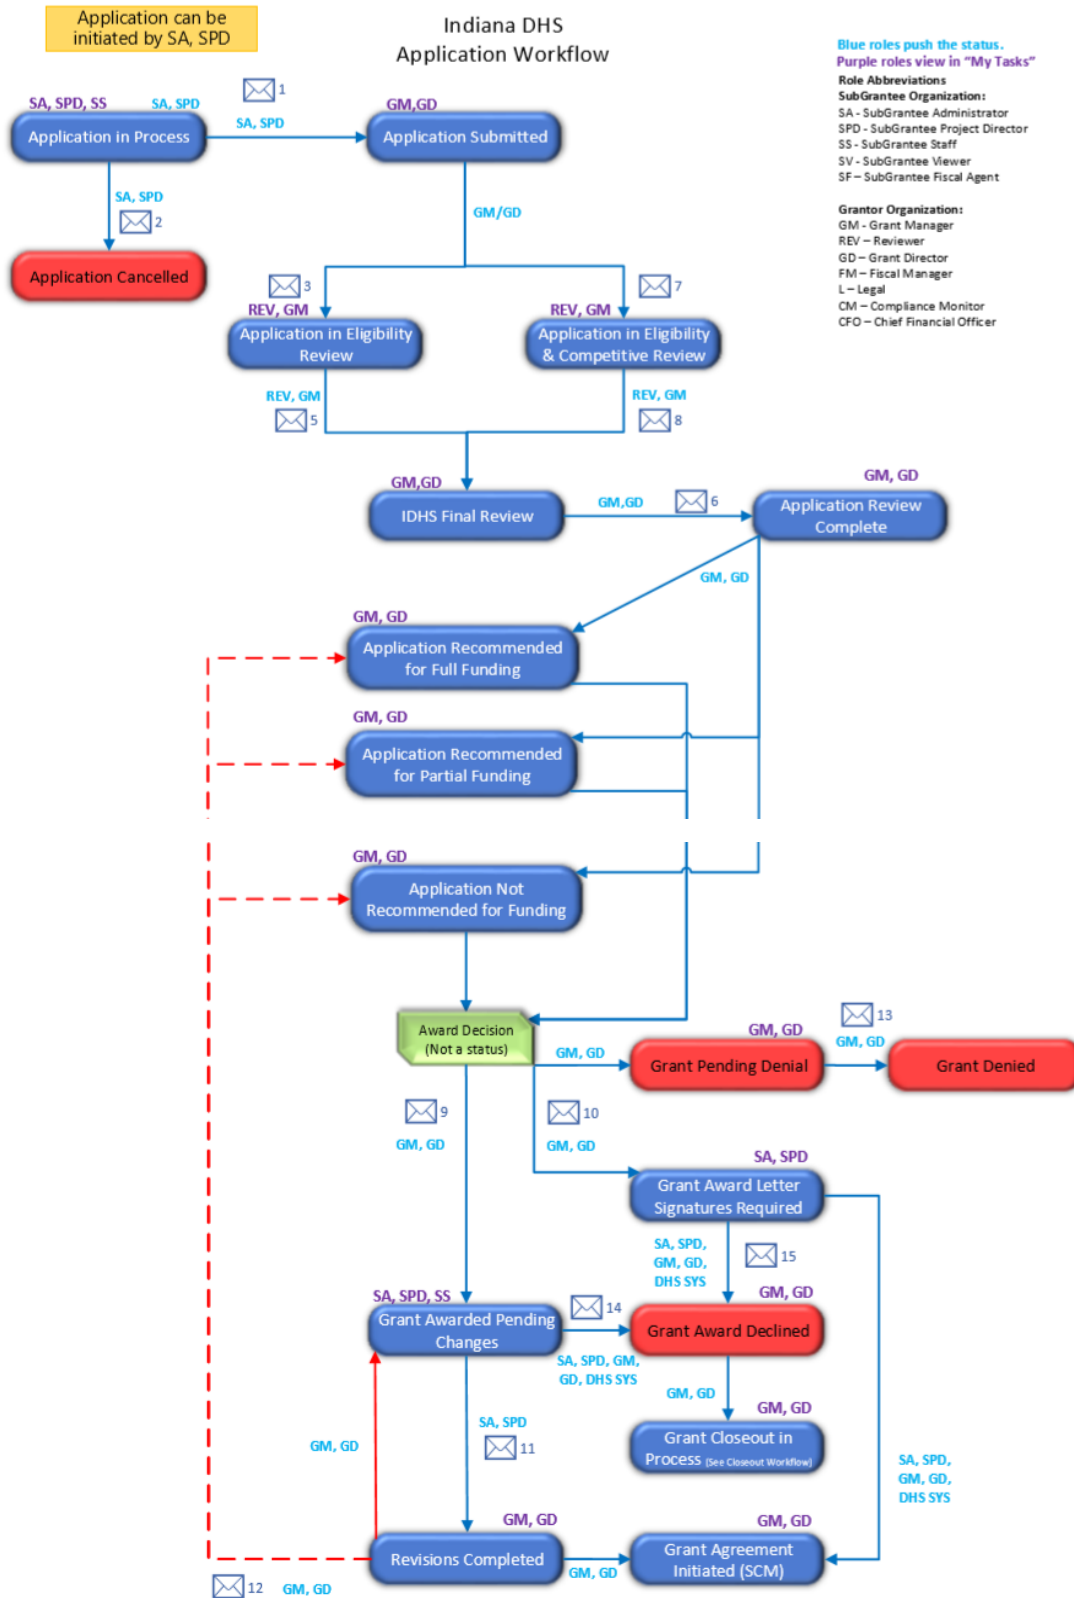 Application can be
initiated by SA, SPD
Indiana DHS
Application Workflow
Blue roles push the status.
Purple roles view in “My Tasks”
Role Abbreviations
SubGrantee Organization:
SA - SubGrantee Administrator
SPD - SubGrantee Project Director
SS - SubGrantee Staff
SV - SubGrantee Viewer
SF – SubGrantee Fiscal Agent
Grantor Organization:
GM - Grant Manager
REV – Reviewer
GD – Grant Director
FM – Fiscal Manager
L – Legal
CM – Compliance Monitor
CFO – Chief Financial Officer
SA, SPD, SS
SA, SPD
1
SA, SPD
GM,GD
Application in Process
Application Submitted
SA, SPD
2
GM/GD
Application Cancelled
3
7
REV, GM
REV, GM
Application in Eligibility
Review
Application in Eligibility
& Competitive Review
REV, GM
5
REV, GM
8
GM,GD
IDHS Final Review
GM,GD
6
GM, GD
Application Review
Complete
GM, GD
GM, GD
Application Recommended
for Full Funding
GM, GD
Application Recommended
for Partial Funding
GM, GD
Application Not
Recommended for Funding
Award Decision
(Not a status)
GM, GD
GM, GD
Grant Pending Denial
13
GM, GD
Grant Denied
9
GM, GD
10
GM, GD
SA, SPD
Grant Award Letter
Signatures Required
SA, SPD,
GM, GD,
DHS SYS
15
SA, SPD, SS
Grant Awarded Pending
Changes
14
SA, SPD, GM,
GD, DHS SYS
GM, GD
Grant Award Declined
GM, GD
GM, GD
Grant Closeout in
Process (See Closeout Workflow)
GM, GD
SA, SPD
11
SA, SPD,
GM, GD,
DHS SYS
GM, GD
Revisions Completed
GM, GD
GM, GD
Grant Agreement
Initiated (SCM)
12
GM, GD